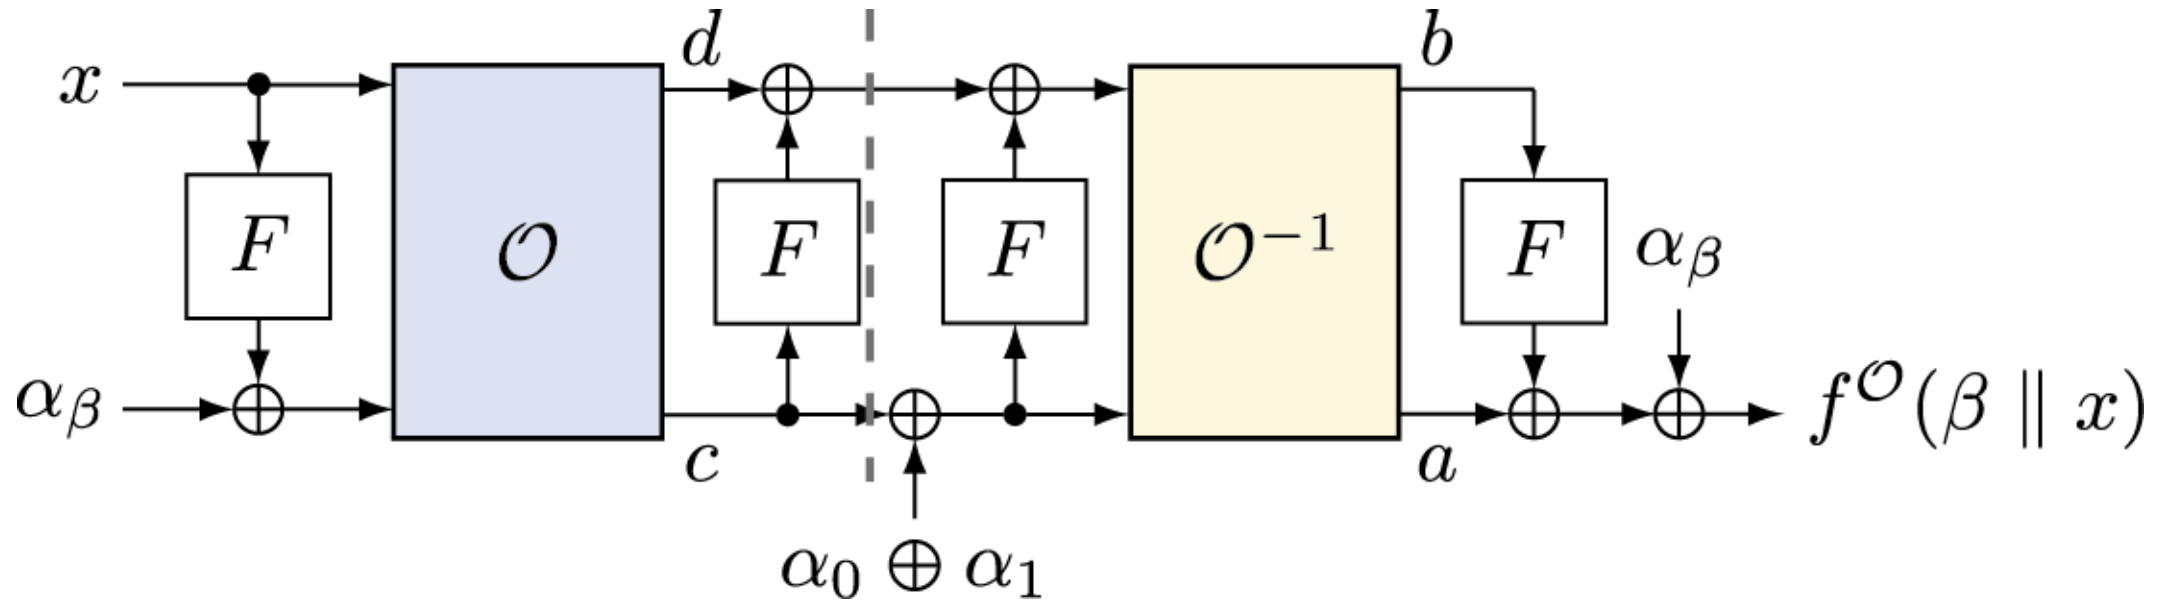 x d b
F 𝒪 F F 𝒪⁻¹ F α_β
α_β c a f^𝒪(β ∥ x)
α₀ ⊕ α₁